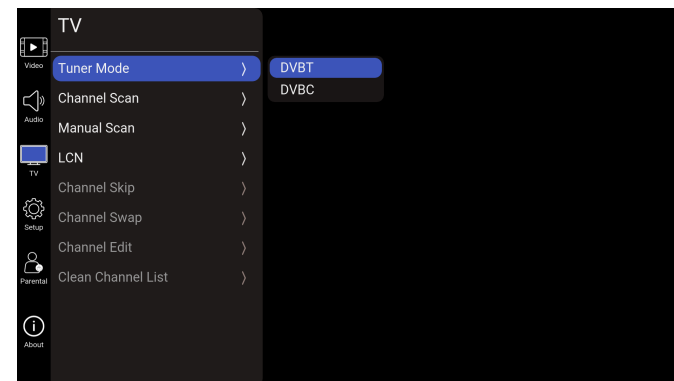 TV
Video
Audio
TV
Setup
Parental
About
Tuner Mode
Channel Scan
Manual Scan
LCN
Channel Skip
Channel Swap
Channel Edit
Clean Channel List
DVBT
DVBC